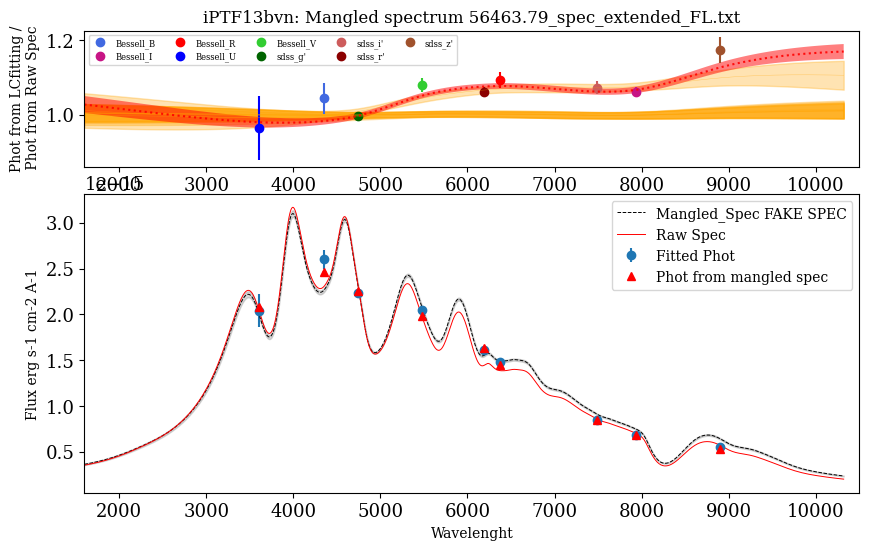 iPTF13bvn: Mangled spectrum 56463.79_spec_extended_FL.txt
Phot from LCfitting /
Phot from Raw Spec
1.2
1.0
Bessell_B Bessell_R Bessell_V sdss_i' sdss_z'
Bessell_I Bessell_U sdss_g' sdss_r'
2000 3000 4000 5000 6000 7000 8000 9000 10000
1e−15
Flux erg s-1 cm-2 A-1
3.0
2.5
2.0
1.5
1.0
0.5
Mangled_Spec FAKE SPEC
Raw Spec
Fitted Phot
Phot from mangled spec
2000 3000 4000 5000 6000 7000 8000 9000 10000
Wavelenght